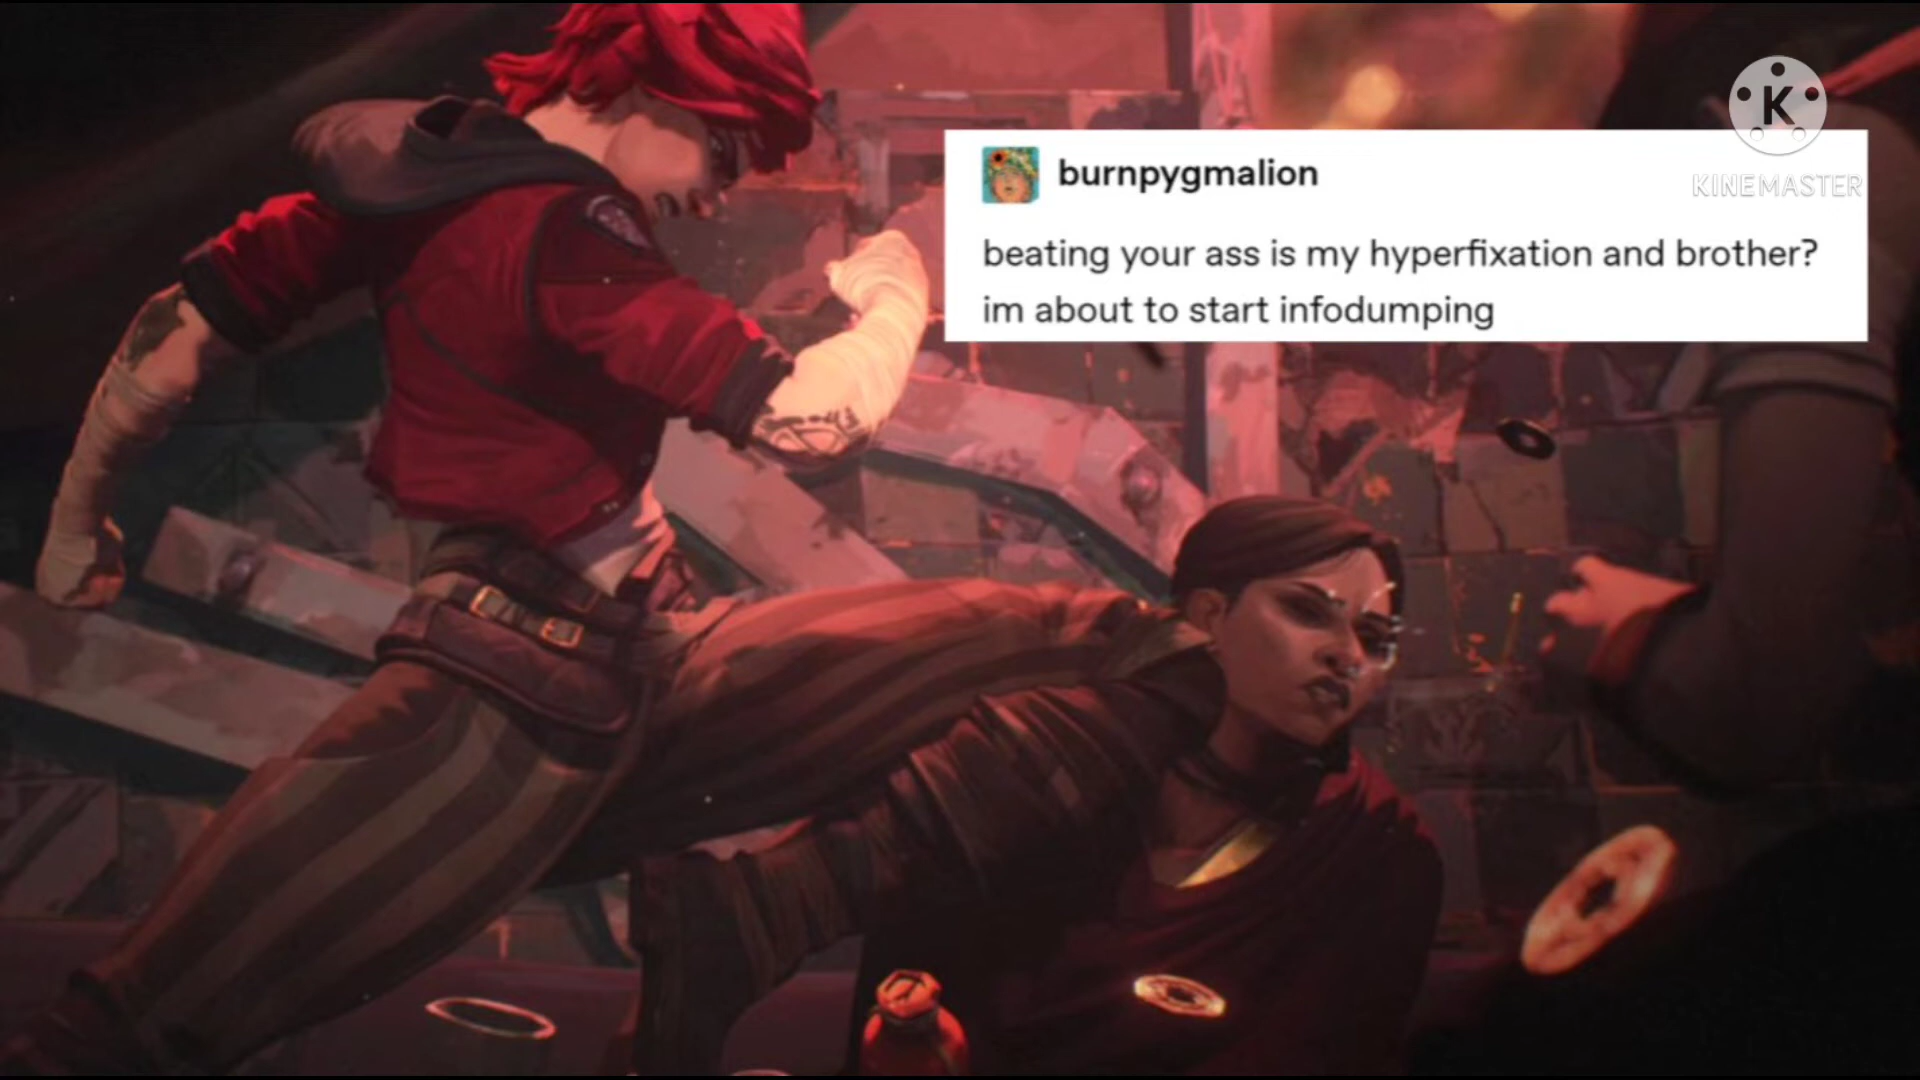 K
KINEMASTER
burnpygmalion
beating your ass is my hyperfixation and brother?
im about to start infodumping